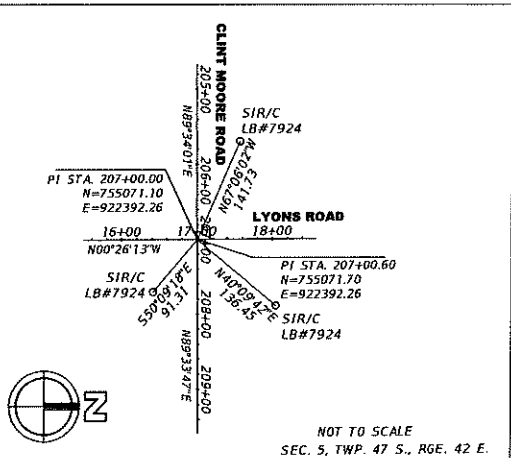 CLINT MOORE ROAD
205+00
N89°34'01"E
206+00
SIR/C
LB#7924
N67°06'02"W
141.73
PI STA. 207+00.00
N=755071.10
E=922392.26
LYONS ROAD
16+00
18+00
N00°26'13"W
PI STA. 207+00.60
N=755071.70
E=922392.26
SIR/C
LB#7924
S50°09'18"E
91.31
N40°09'42"E
136.45
SIR/C
LB#7924
208+00
N89°33'47"E
209+00
N
NOT TO SCALE
SEC. 5, TWP. 47 S., RGE. 42 E.